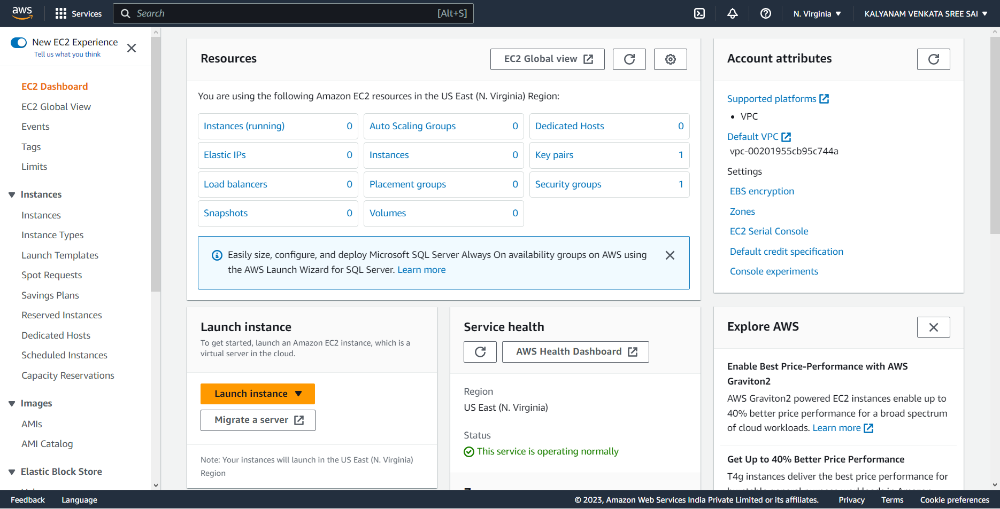 aws
Services
Search
[Alt+S]
N. Virginia
KALYANAM VENKATA SREE SAI
New EC2 Experience
Tell us what you think
EC2 Dashboard
EC2 Global View
Events
Tags
Limits
Instances
Instances
Instance Types
Launch Templates
Spot Requests
Savings Plans
Reserved Instances
Dedicated Hosts
Scheduled Instances
Capacity Reservations
Images
AMIs
AMI Catalog
Elastic Block Store
Resources
EC2 Global view
You are using the following Amazon EC2 resources in the US East (N. Virginia) Region:
Instances (running) 0
Auto Scaling Groups 0
Dedicated Hosts 0
Elastic IPs 0
Instances 0
Key pairs 1
Load balancers 0
Placement groups 0
Security groups 1
Snapshots 0
Volumes 0
Easily size, configure, and deploy Microsoft SQL Server Always On availability groups on AWS using
the AWS Launch Wizard for SQL Server. Learn more
Launch instance
To get started, launch an Amazon EC2 instance, which is a
virtual server in the cloud.
Launch instance
Migrate a server
Note: Your instances will launch in the US East (N. Virginia)
Region
Service health
AWS Health Dashboard
Region
US East (N. Virginia)
Status
This service is operating normally
Account attributes
Supported platforms
• VPC
Default VPC
vpc-00201955cb95c744a
Settings
EBS encryption
Zones
EC2 Serial Console
Default credit specification
Console experiments
Explore AWS
Enable Best Price-Performance with AWS
Graviton2
AWS Graviton2 powered EC2 instances enable up to
40% better price performance for a broad spectrum
of cloud workloads. Learn more
Get Up to 40% Better Price Performance
T4g instances deliver the best price performance for
Feedback
Language
© 2023, Amazon Web Services India Private Limited or its affiliates.
Privacy
Terms
Cookie preferences